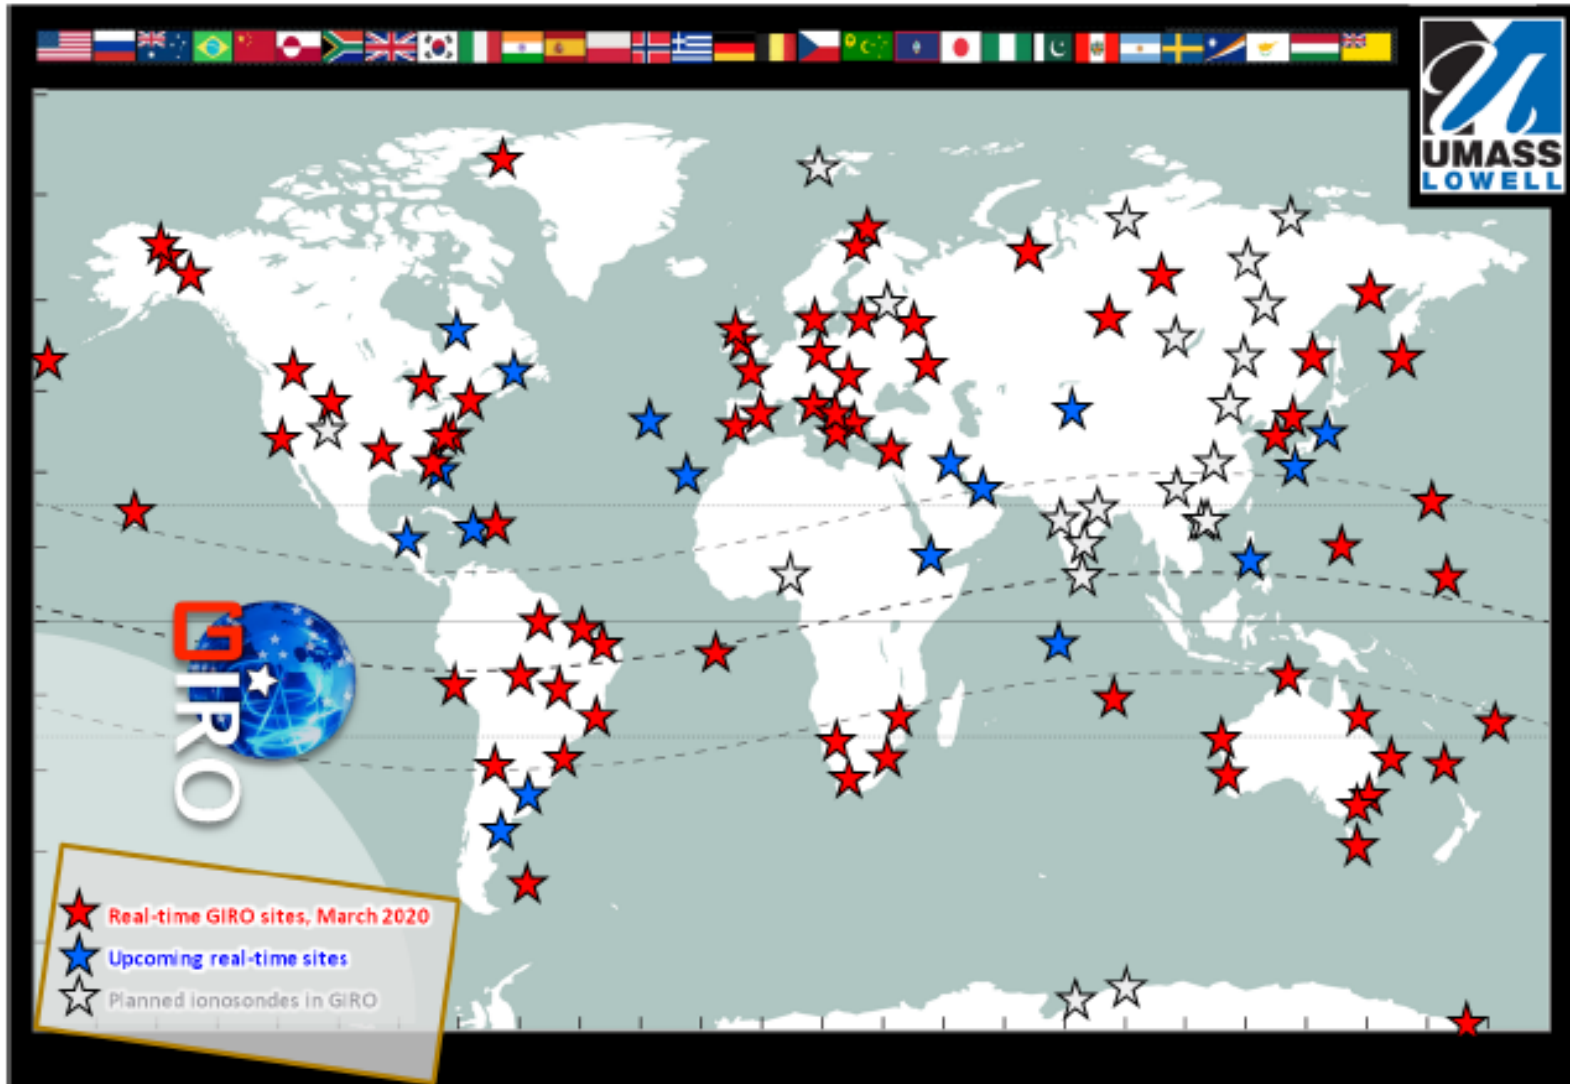 UMASS
LOWELL
GIRO
Real-time GIRO sites, March 2020
Upcoming real-time sites
Planned ionosondes in GIRO